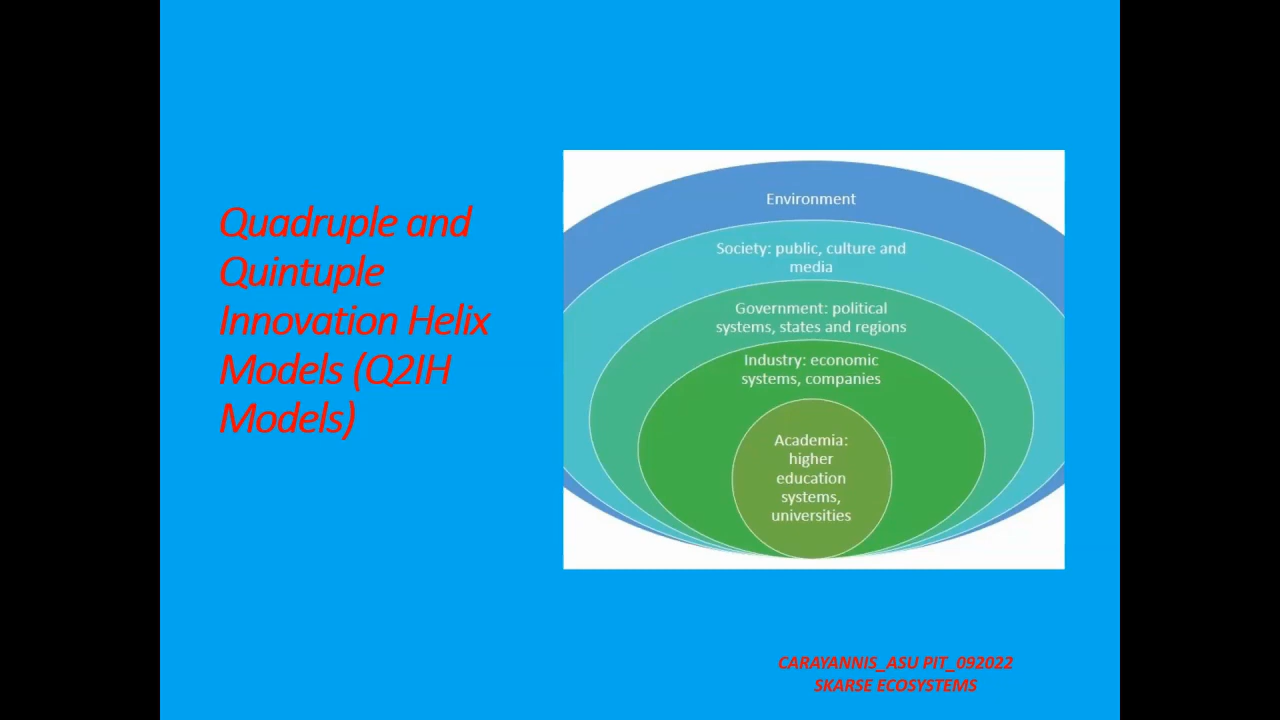 Quadruple and
Quintuple
Innovation Helix
Models (Q2IH
Models)
Environment
Society: public, culture and
media
Government: political
systems, states and regions
Industry: economic
systems, companies
Academia:
higher
education
systems,
universities
CARAYANNIS_ASU PIT_092022
SKARSE ECOSYSTEMS